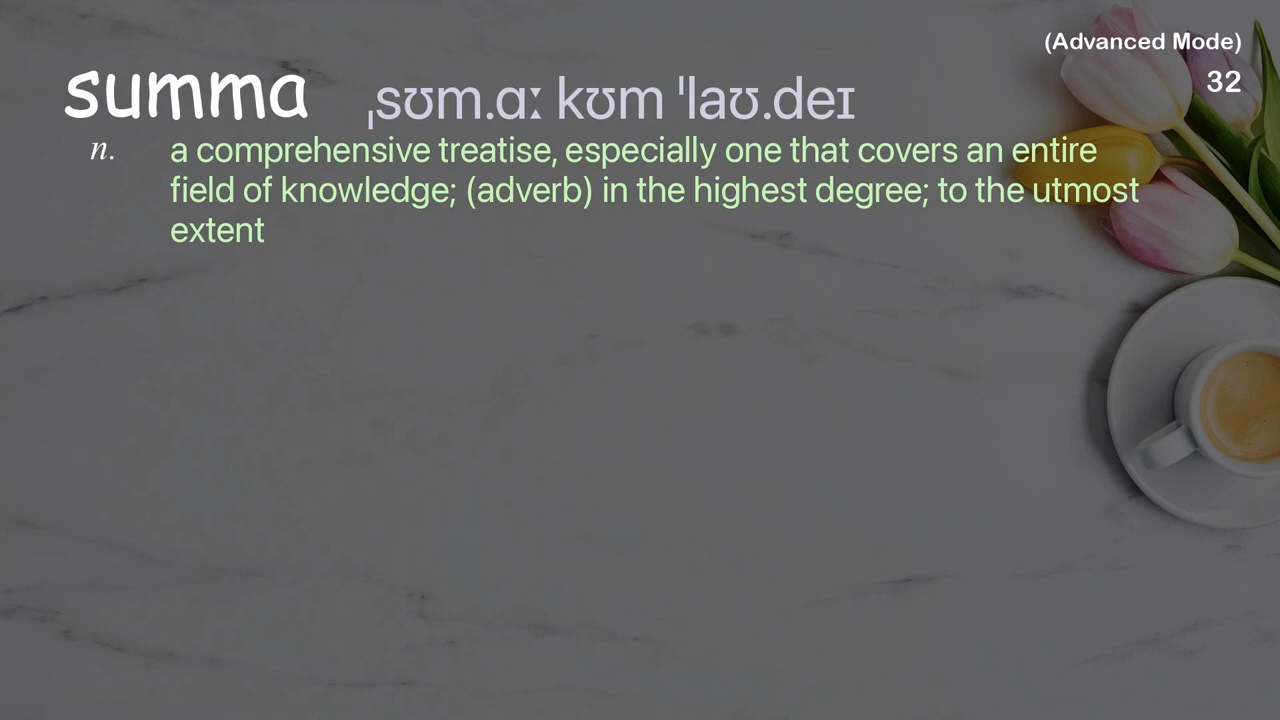 (Advanced Mode)
32
summa ˌsʊm.ɑː kʊm ˈlaʊ.deɪ
n. a comprehensive treatise, especially one that covers an entire
field of knowledge; (adverb) in the highest degree; to the utmost
extent